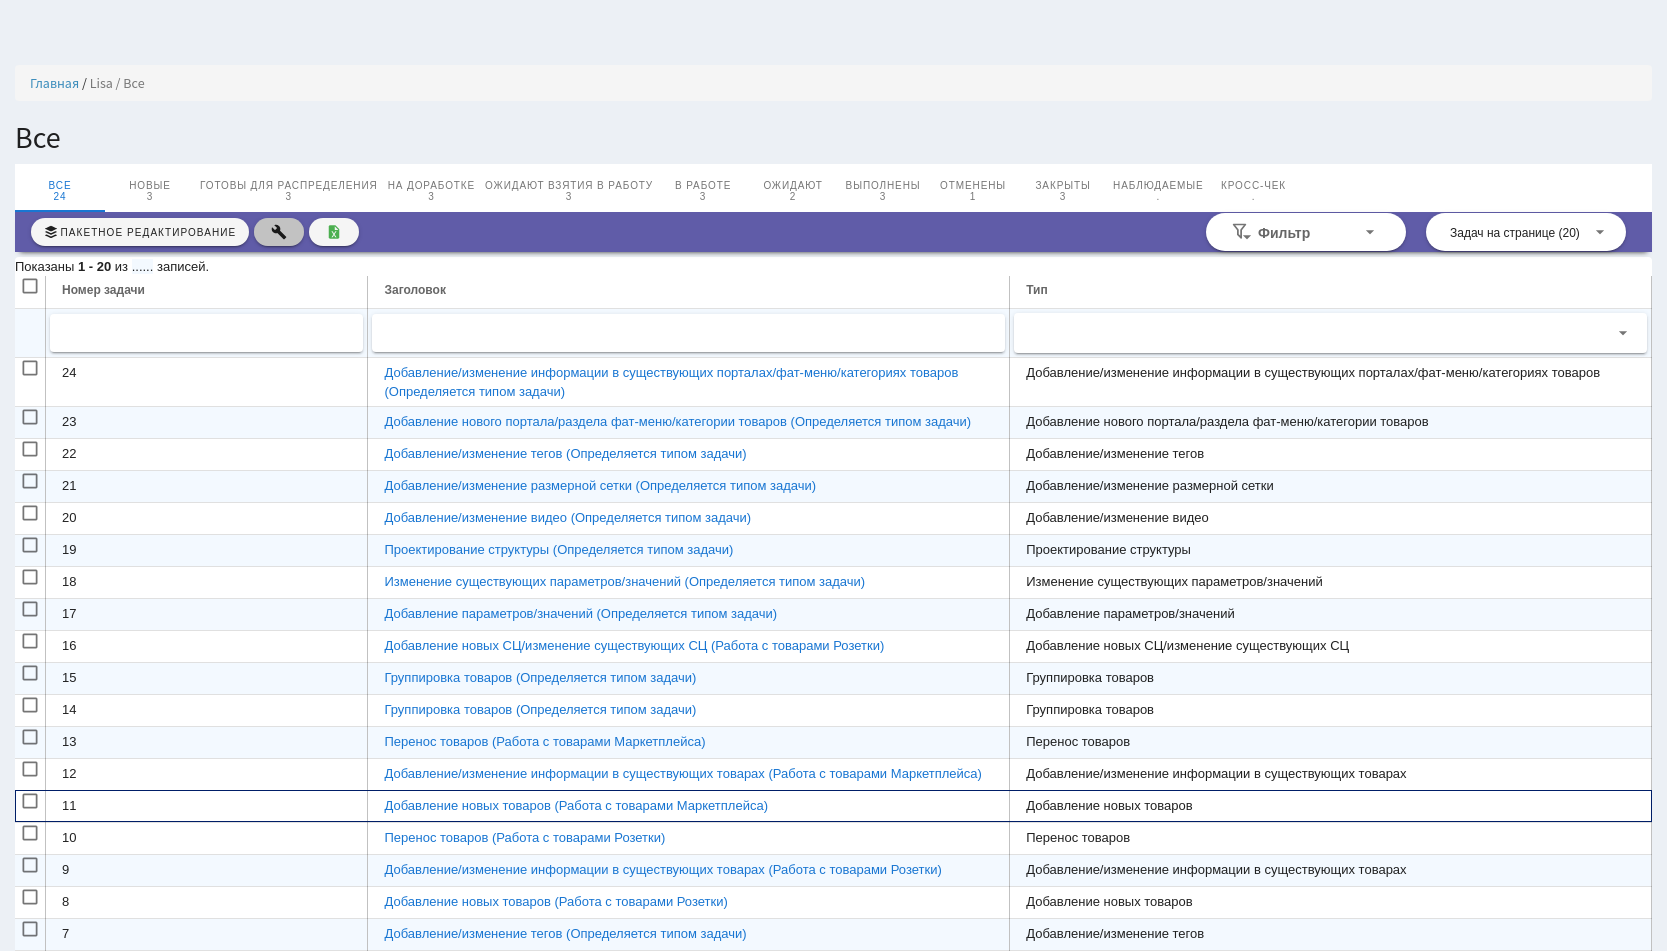 Главная / Lisa / Все
Все
ВСЕ НОВЫЕ ГОТОВЫ ДЛЯ РАСПРЕДЕЛЕНИЯ НА ДОРАБОТКЕ ОЖИДАЮТ ВЗЯТИЯ В РАБОТУ В РАБОТЕ ОЖИДАЮТ ВЫПОЛНЕНЫ ОТМЕНЕНЫ ЗАКРЫТЫ НАБЛЮДАЕМЫЕ КРОСС-ЧЕК
24 3 3 3 3 3 2 3 1 3 . .
ПАКЕТНОЕ РЕДАКТИРОВАНИЕ Фильтр Задач на странице (20)
Показаны 1 - 20 из ...... записей.
Номер задачи Заголовок Тип
24 Добавление/изменение информации в существующих порталах/фат-меню/категориях товаров Добавление/изменение информации в существующих порталах/фат-меню/категориях товаров
(Определяется типом задачи)
23 Добавление нового портала/раздела фат-меню/категории товаров (Определяется типом задачи) Добавление нового портала/раздела фат-меню/категории товаров
22 Добавление/изменение тегов (Определяется типом задачи) Добавление/изменение тегов
21 Добавление/изменение размерной сетки (Определяется типом задачи) Добавление/изменение размерной сетки
20 Добавление/изменение видео (Определяется типом задачи) Добавление/изменение видео
19 Проектирование структуры (Определяется типом задачи) Проектирование структуры
18 Изменение существующих параметров/значений (Определяется типом задачи) Изменение существующих параметров/значений
17 Добавление параметров/значений (Определяется типом задачи) Добавление параметров/значений
16 Добавление новых СЦ/изменение существующих СЦ (Работа с товарами Розетки) Добавление новых СЦ/изменение существующих СЦ
15 Группировка товаров (Определяется типом задачи) Группировка товаров
14 Группировка товаров (Определяется типом задачи) Группировка товаров
13 Перенос товаров (Работа с товарами Маркетплейса) Перенос товаров
12 Добавление/изменение информации в существующих товарах (Работа с товарами Маркетплейса) Добавление/изменение информации в существующих товарах
11 Добавление новых товаров (Работа с товарами Маркетплейса) Добавление новых товаров
10 Перенос товаров (Работа с товарами Розетки) Перенос товаров
9 Добавление/изменение информации в существующих товарах (Работа с товарами Розетки) Добавление/изменение информации в существующих товарах
8 Добавление новых товаров (Работа с товарами Розетки) Добавление новых товаров
7 Добавление/изменение тегов (Определяется типом задачи) Добавление/изменение тегов